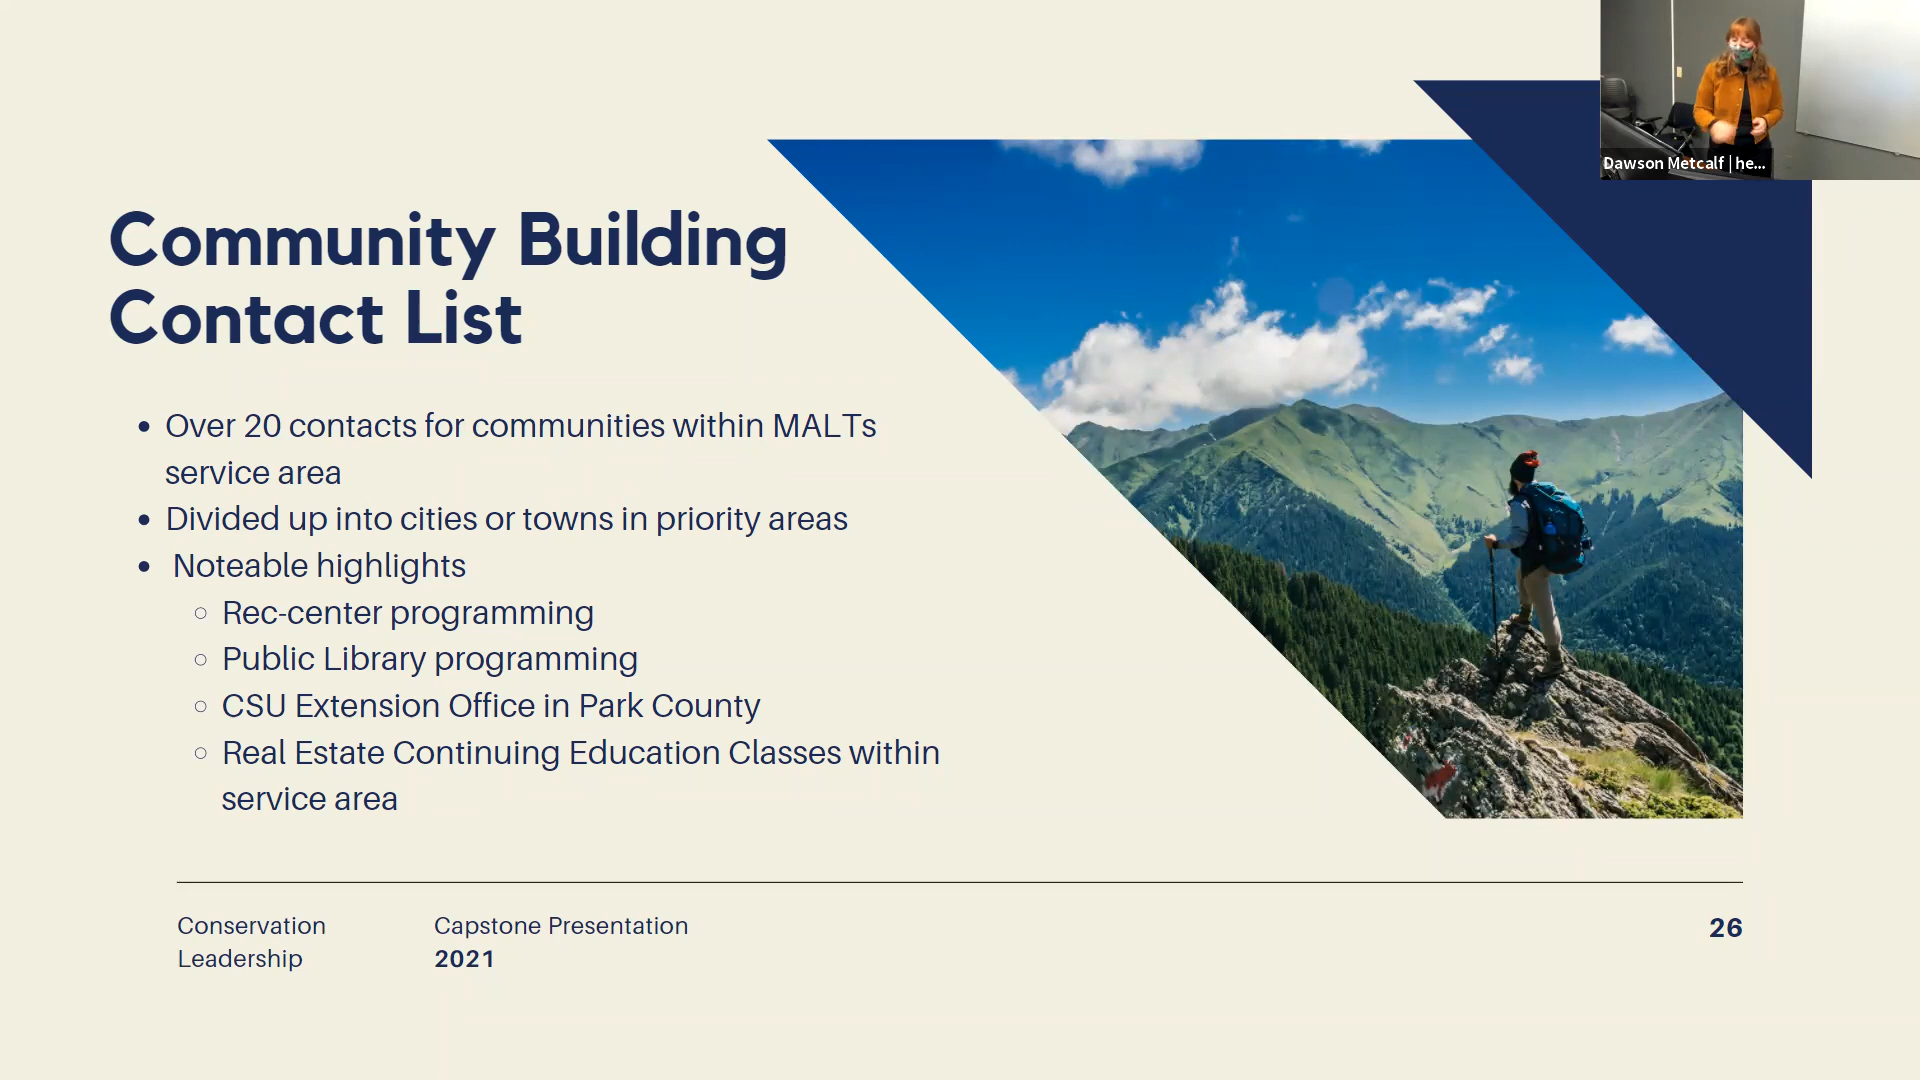 Dawson Metcalf | he...
Community Building
Contact List
• Over 20 contacts for communities within MALTs
service area
• Divided up into cities or towns in priority areas
• Noteable highlights
○ Rec-center programming
○ Public Library programming
○ CSU Extension Office in Park County
○ Real Estate Continuing Education Classes within
service area
Conservation
Leadership
Capstone Presentation
2021
26